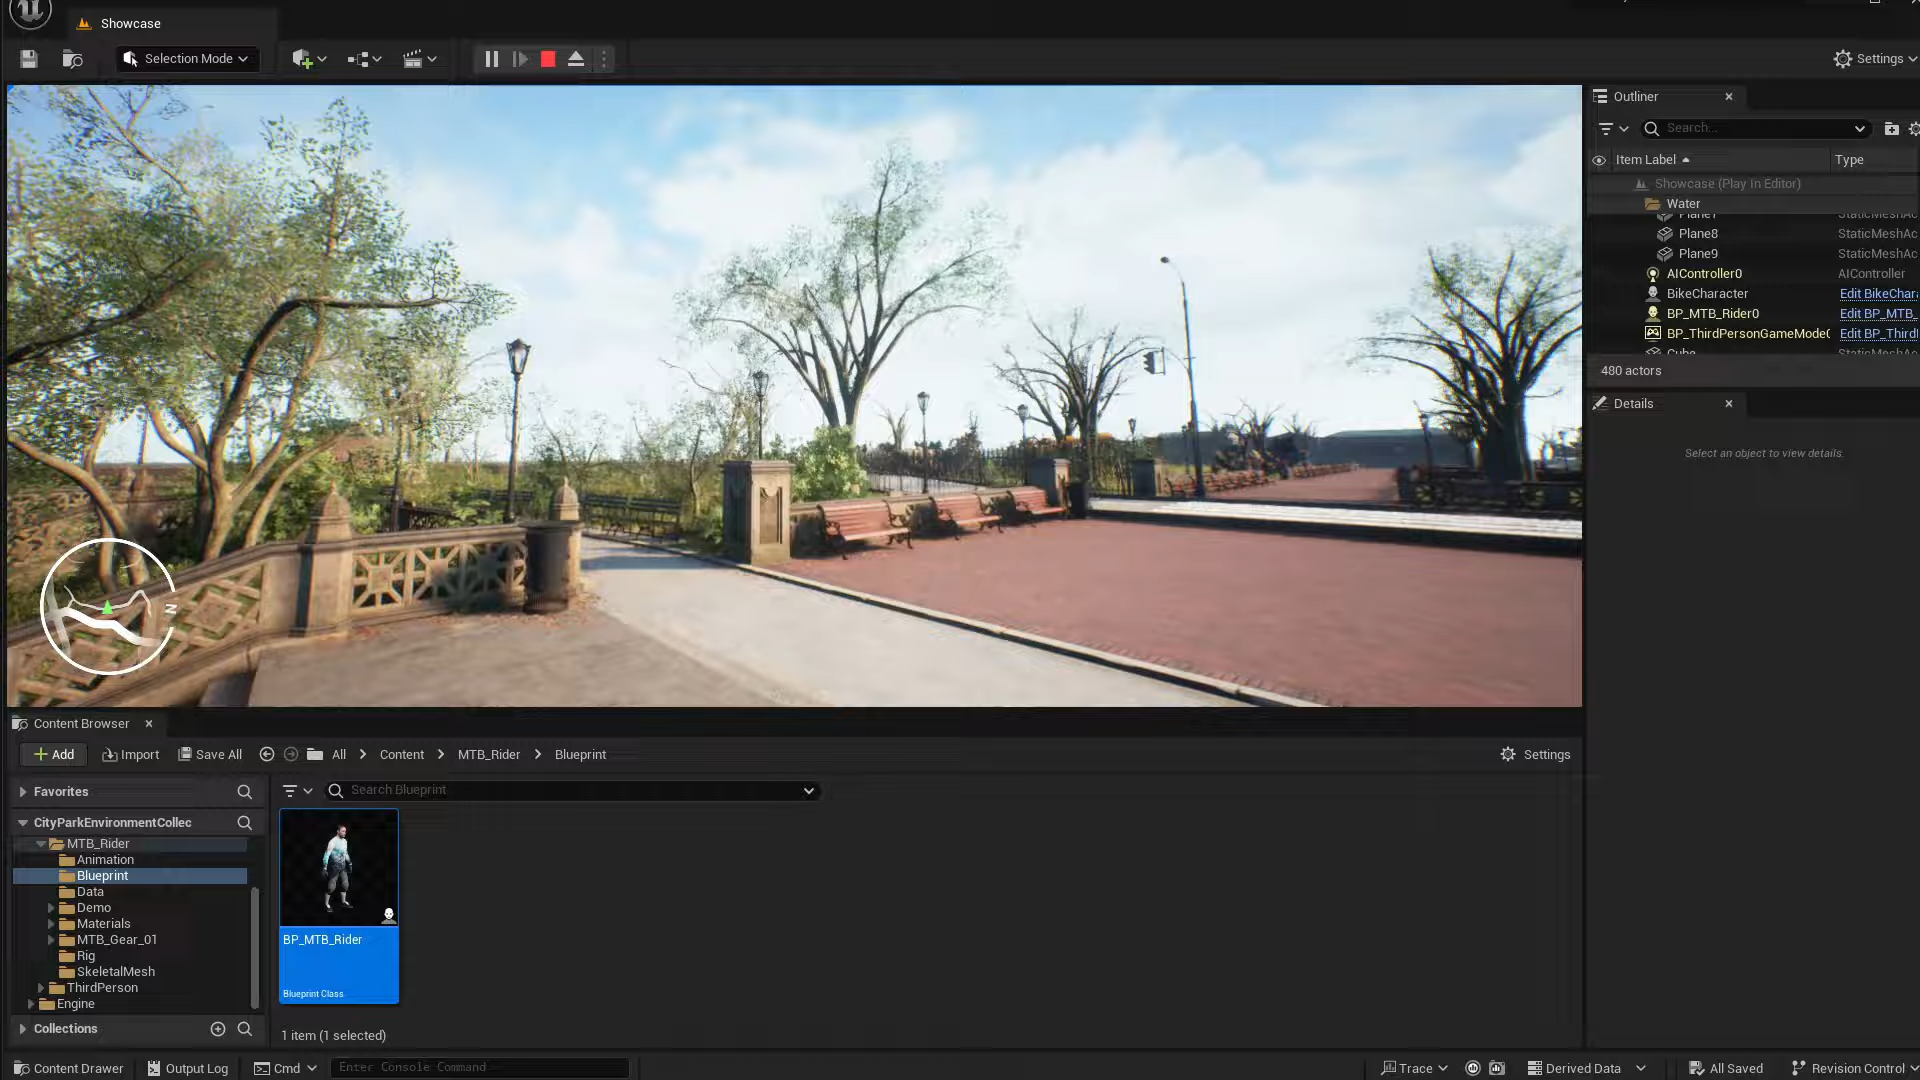 Showcase
Selection Mode
Settings
Outliner
Search...
Item Label
Type
Showcase (Play In Editor)
Water
Plane7
StaticMeshAc
Plane8
StaticMeshAc
Plane9
StaticMeshAc
AIController0
AIController
BikeCharacter
Edit BikeChar
BP_MTB_Rider0
Edit BP_MTB_
BP_ThirdPersonGameMode
Edit BP_Third
Cube
StaticMeshAc
480 actors
Details
Select an object to view details.
N
Content Browser
Add
Import
Save All
All
Content
MTB_Rider
Blueprint
Settings
Favorites
Search Blueprint
CityParkEnvironmentCollec
MTB_Rider
Animation
Blueprint
Data
Demo
Materials
MTB_Gear_01
Rig
SkeletalMesh
ThirdPerson
Engine
Collections
BP_MTB_Rider
Blueprint Class
1 item (1 selected)
Content Drawer
Output Log
Cmd
Enter Console Command
Trace
Derived Data
All Saved
Revision Control